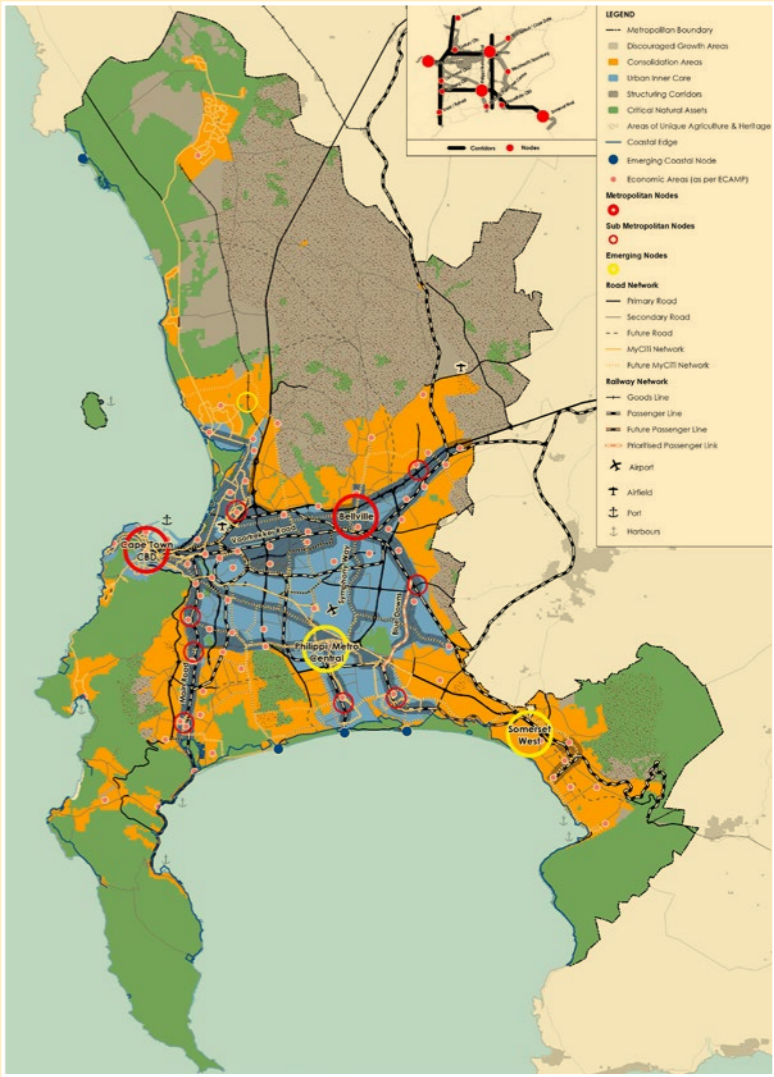 LEGEND
Metropolitan Boundary
Discouraged Growth Areas
Consolidation Areas
Urban Inner Core
Structuring Corridors
Critical Natural Assets
Areas of Unique Agriculture & Heritage
Coastal Edge
Emerging Coastal Node
Economic Areas (as per ECAMP)
Metropolitan Nodes
Sub Metropolitan Nodes
Emerging Nodes
Road Network
Primary Road
Secondary Road
Future Road
MyCiTi Network
Future MyCiTi Network
Railway Network
Goods Line
Passenger Line
Future Passenger Line
Prioritised Passenger Link
Airport
Airfield
Port
Harbours
Corridors
Nodes
Bellville
Voortrekker Road
Cape Town
CBD
Symphony Way
Blue Downs
Philippi/Metro
Central
Main Road
Somerset
West